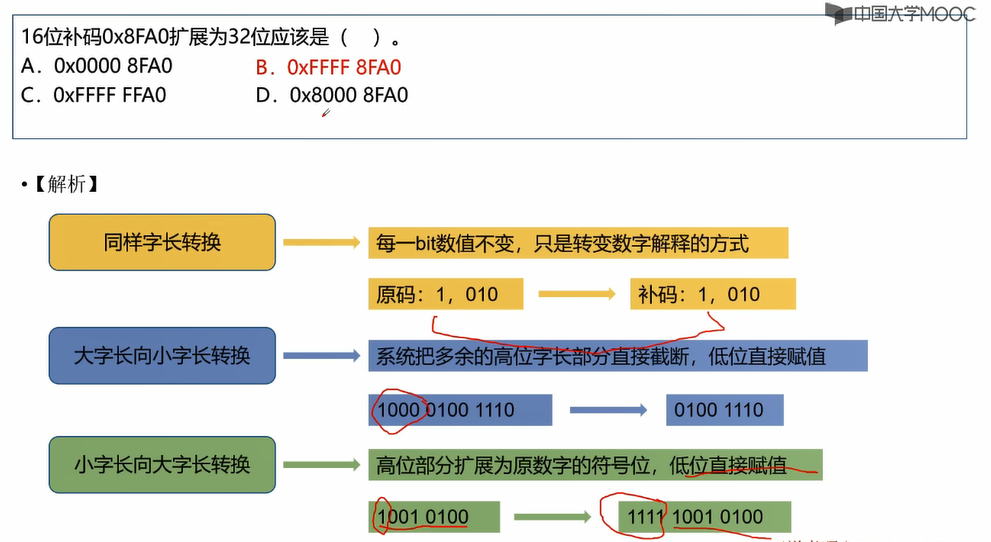 中国大学MOOC
16位补码0x8FA0扩展为32位应该是（ ）。
A. 0x0000 8FA0 B. 0xFFFF 8FA0
C. 0xFFFF FFA0 D. 0x8000 8FA0
•【解析】
同样字长转换 每一bit数值不变，只是转变数字解释的方式
原码：1，010 补码：1，010
大字长向小字长转换 系统把多余的高位字长部分直接截断，低位直接赋值
1000 0100 1110 0100 1110
小字长向大字长转换 高位部分扩展为原数字的符号位，低位直接赋值
1001 0100 1111 1001 0100